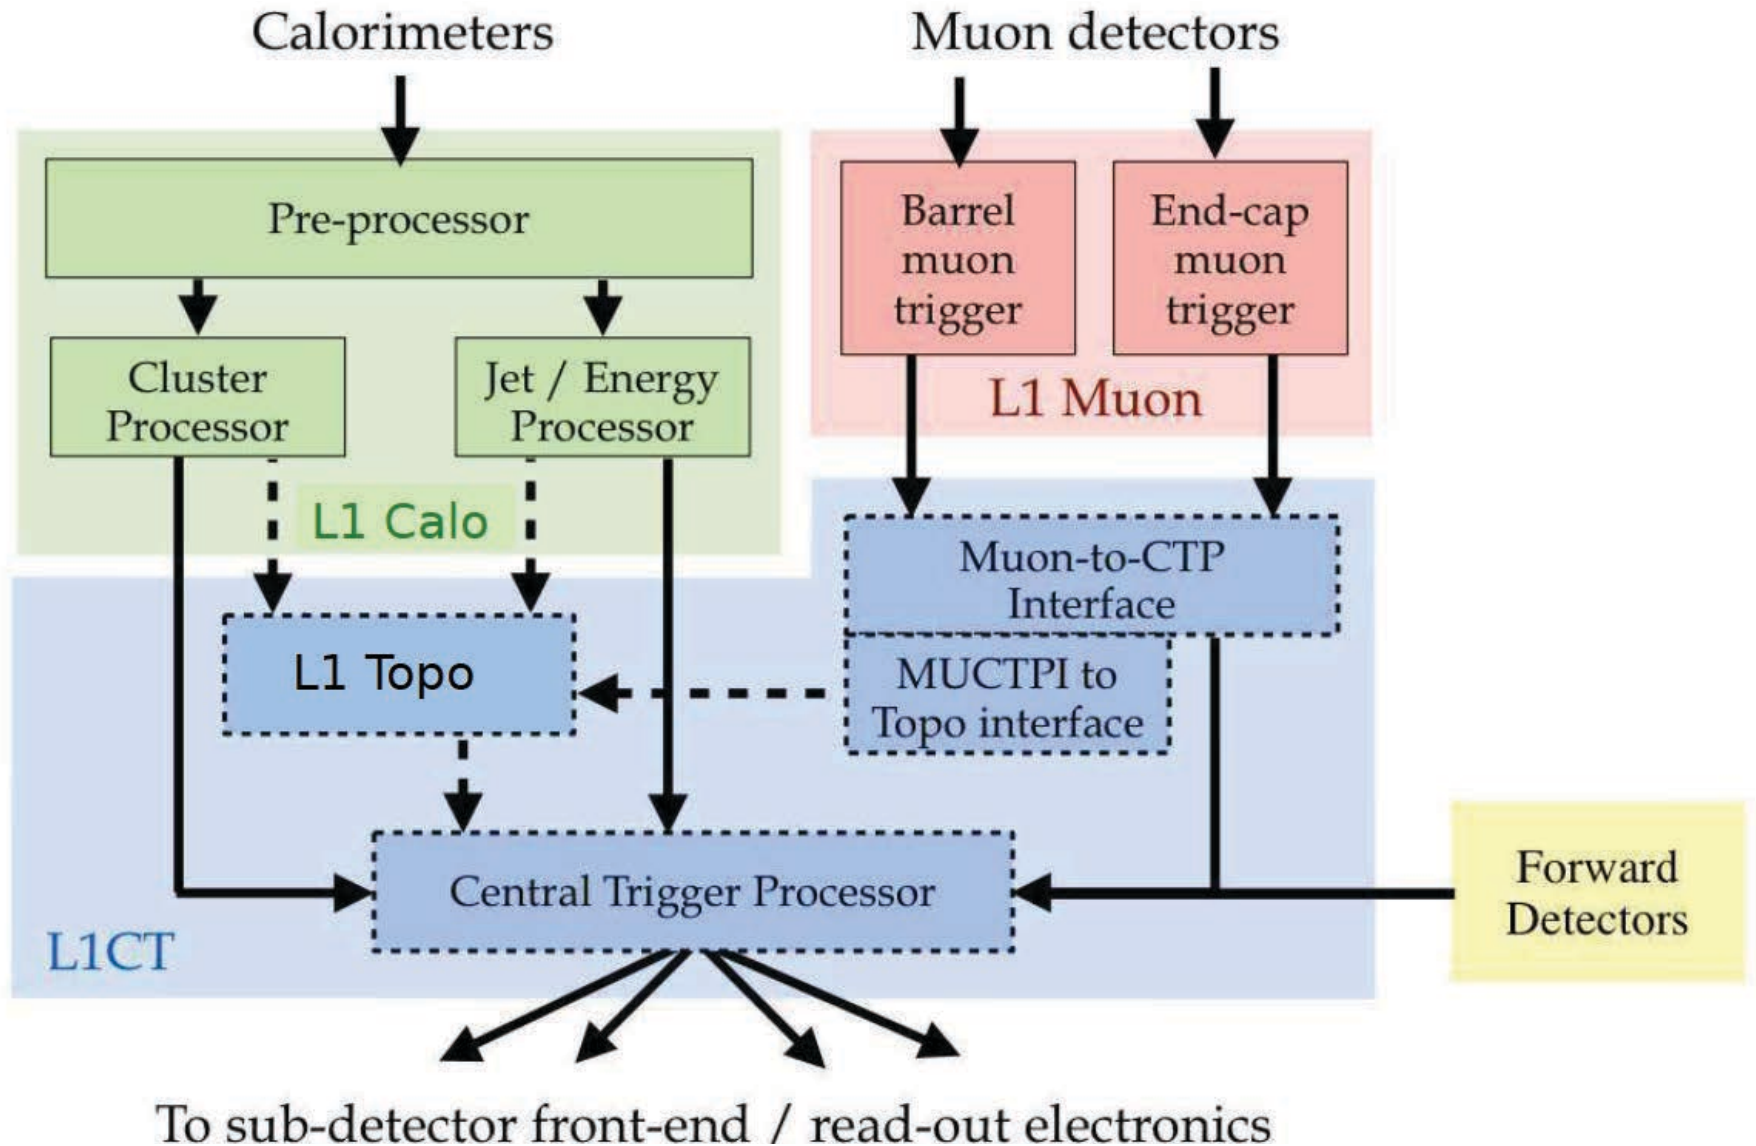 Calorimeters
Muon detectors
Pre-processor
Barrel
muon
trigger
End-cap
muon
trigger
Cluster
Processor
Jet / Energy
Processor
L1 Muon
L1 Calo
Muon-to-CTP
Interface
L1 Topo
MUCTPI to
Topo interface
Central Trigger Processor
Forward
Detectors
L1CT
To sub-detector front-end / read-out electronics